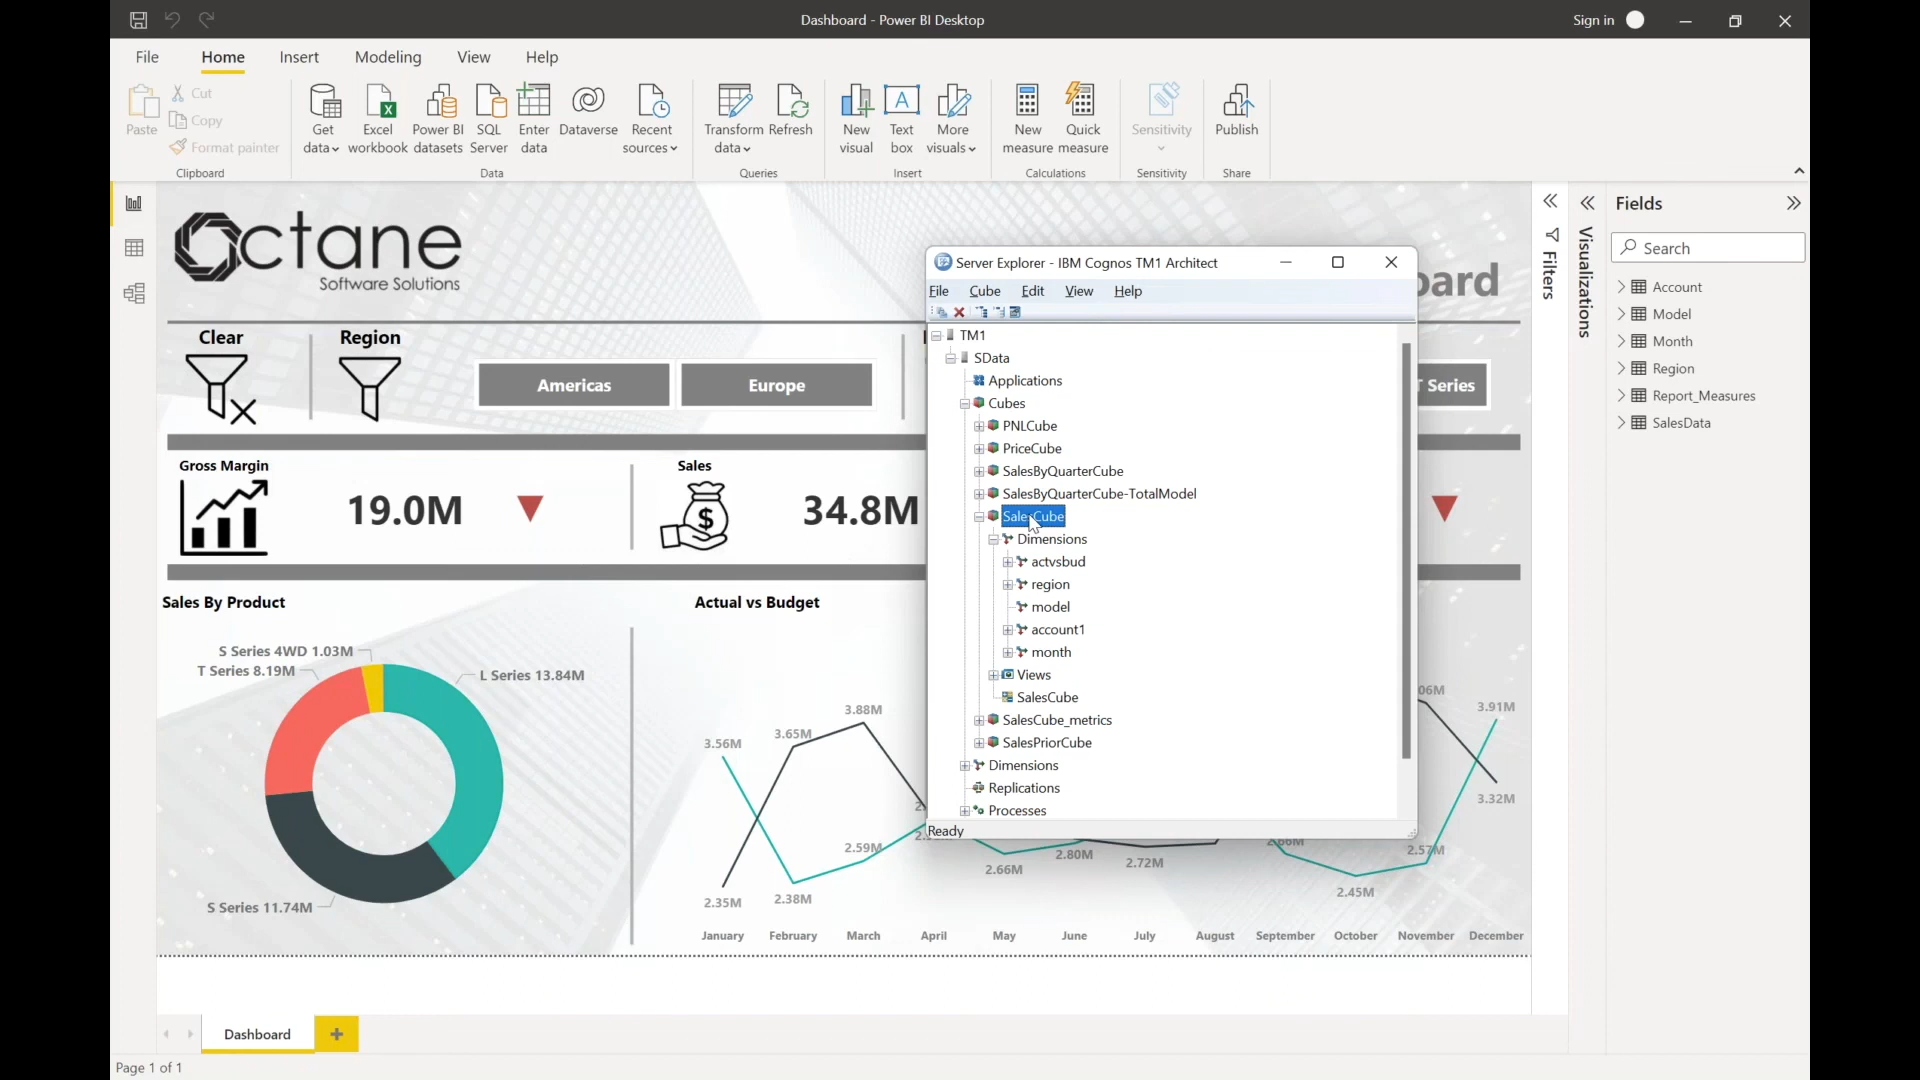 Dashboard - Power BI Desktop
Sign in
File Home Insert Modeling View Help
Paste
Cut
Copy
Format painter
Clipboard
Get data
Excel workbook
Power BI datasets
SQL Server
Enter data
Dataverse
Recent sources
Data
Transform data
Refresh
Queries
New visual
Text box
More visuals
Insert
New measure
Quick measure
Calculations
Sensitivity
Sensitivity
Publish
Share
Octane
Software Solutions
board
Clear
Region
Americas
Europe
T Series
Gross Margin
19.0M
Sales
34.8M
Sales By Product
S Series 4WD 1.03M
T Series 8.19M
L Series 13.84M
S Series 11.74M
Actual vs Budget
3.56M
3.65M
3.88M
2.35M
2.38M
2.59M
2.66M
2.80M
2.72M
2.66M
2.45M
2.57M
06M
3.91M
3.32M
January February March April May June July August September October November December
Server Explorer - IBM Cognos TM1 Architect
File Cube Edit View Help
TM1
SData
Applications
Cubes
PNLCube
PriceCube
SalesByQuarterCube
SalesByQuarterCube-TotalModel
SalesCube
Dimensions
actvsbud
region
model
account1
month
Views
SalesCube
SalesCube_metrics
SalesPriorCube
Dimensions
Replications
Processes
Ready
Filters
Visualizations
Fields
Search
Account
Model
Month
Region
Report_Measures
SalesData
Dashboard
Page 1 of 1